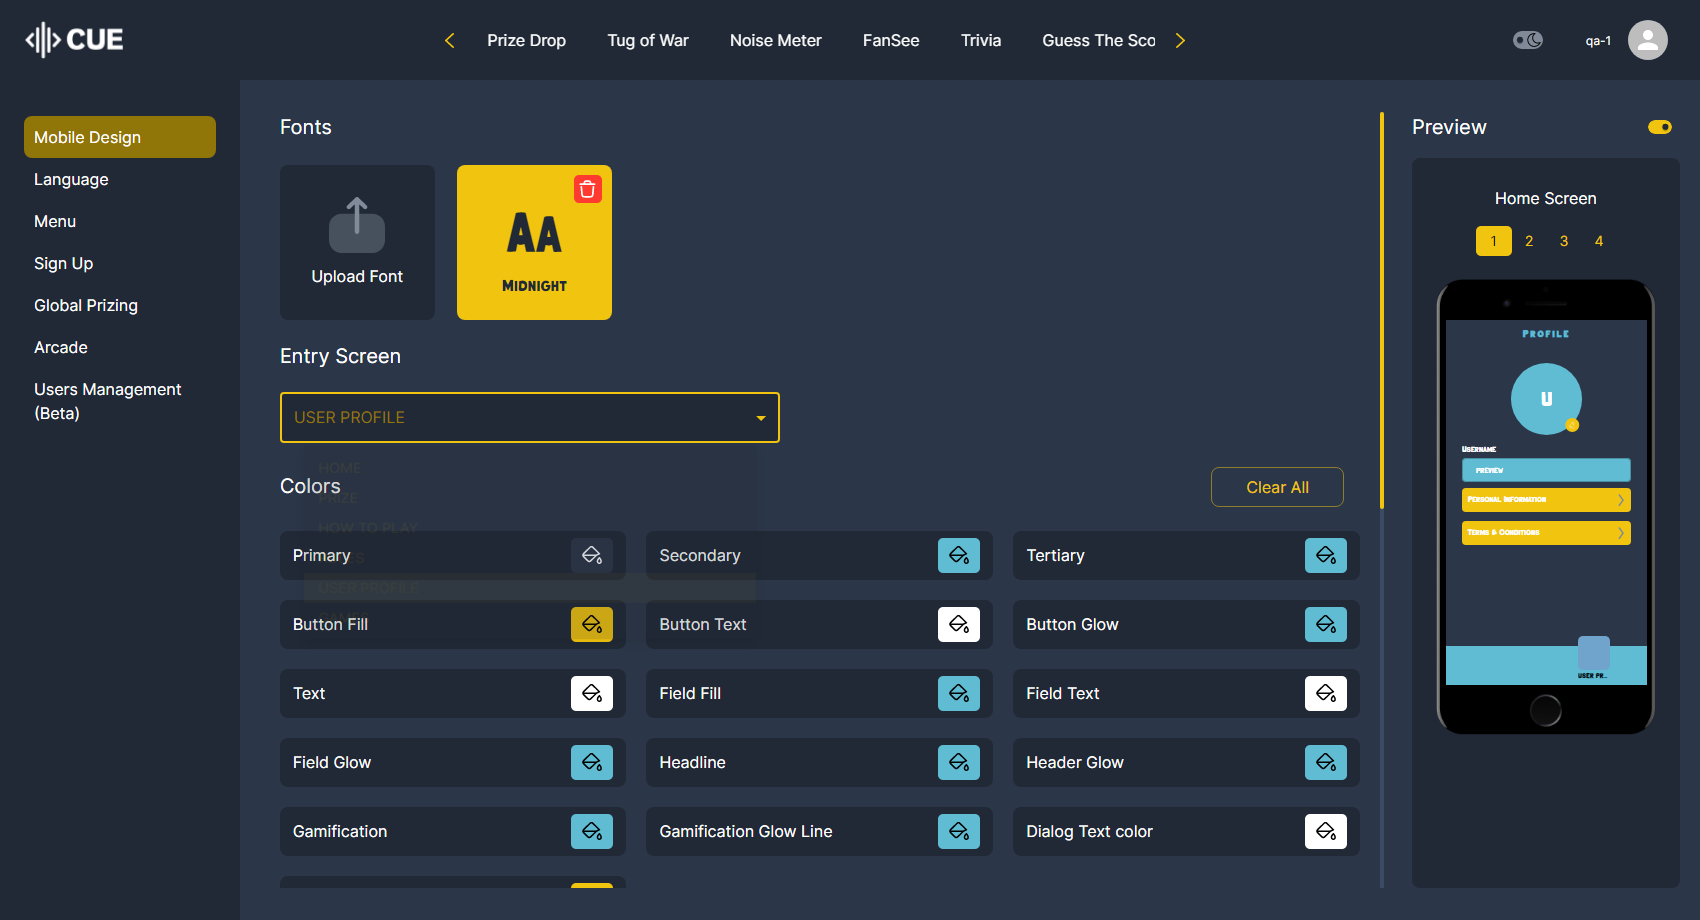 CUE
Prize Drop
Tug of War
Noise Meter
FanSee
Trivia
Guess The Sco
qa-1
Mobile Design
Language
Menu
Sign Up
Global Prizing
Arcade
Users Management
(Beta)
Fonts
Upload Font
AA
MIDNIGHT
Entry Screen
USER PROFILE
HOME
PRIZE
HOW TO PLAY
USER PROFILE
GAMES
Colors
Clear All
Primary
Secondary
Tertiary
Button Fill
Button Text
Button Glow
Text
Field Fill
Field Text
Field Glow
Headline
Header Glow
Gamification
Gamification Glow Line
Dialog Text color
Preview
Home Screen
1 2 3 4
PROFILE
U
USERNAME
PREVIEW
PERSONAL INFORMATION
TERMS & CONDITIONS
USER PR...